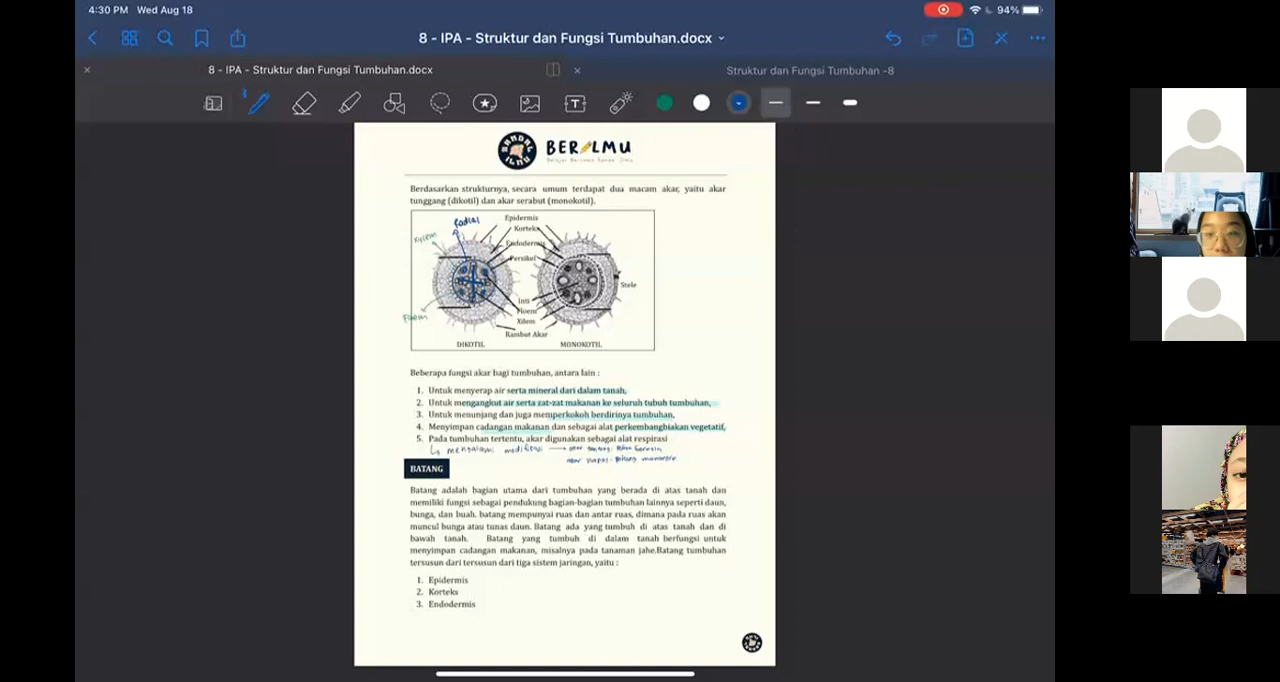 4:30 PM Wed Aug 18
94%
8 - IPA - Struktur dan Fungsi Tumbuhan.docx
8 - IPA - Struktur dan Fungsi Tumbuhan.docx
Struktur dan Fungsi Tumbuhan -8
BERILMU
Berdasarkan strukturnya, secara umum terdapat dua macam akar, yaitu akar
tunggang (dikotil) dan akar serabut (monokotil).
Radial
Epidermis
Korteks
Xylem
Endodermis
Persikel
Stele
Inti
Floem
Floem
Xilem
Rambut Akar
DIKOTIL
MONOKOTIL
Beberapa fungsi akar bagi tumbuhan, antara lain :
1. Untuk menyerap air serta mineral dari dalam tanah,
2. Untuk mengangkut air serta zat-zat makanan ke seluruh tubuh tumbuhan,
3. Untuk menunjang dan juga memperkokoh berdirinya tumbuhan,
4. Menyimpan cadangan makanan dan sebagai alat perkembangbiakan vegetatif,
5. Pada tumbuhan tertentu, akar digunakan sebagai alat respirasi
mengalami modifikasi
BATANG
Batang adalah bagian utama dari tumbuhan yang berada di atas tanah dan
memiliki fungsi sebagai pendukung bagian-bagian tumbuhan lainnya seperti daun,
bunga, dan buah. batang mempunyai ruas dan antar ruas, dimana pada ruas akan
muncul bunga atau tunas daun. Batang ada yang tumbuh di atas tanah dan di
bawah tanah. Batang yang tumbuh di dalam tanah berfungsi untuk
menyimpan cadangan makanan, misalnya pada tanaman jahe.Batang tumbuhan
tersusun dari tersusun dari tiga sistem jaringan, yaitu :
1. Epidermis
2. Korteks
3. Endodermis